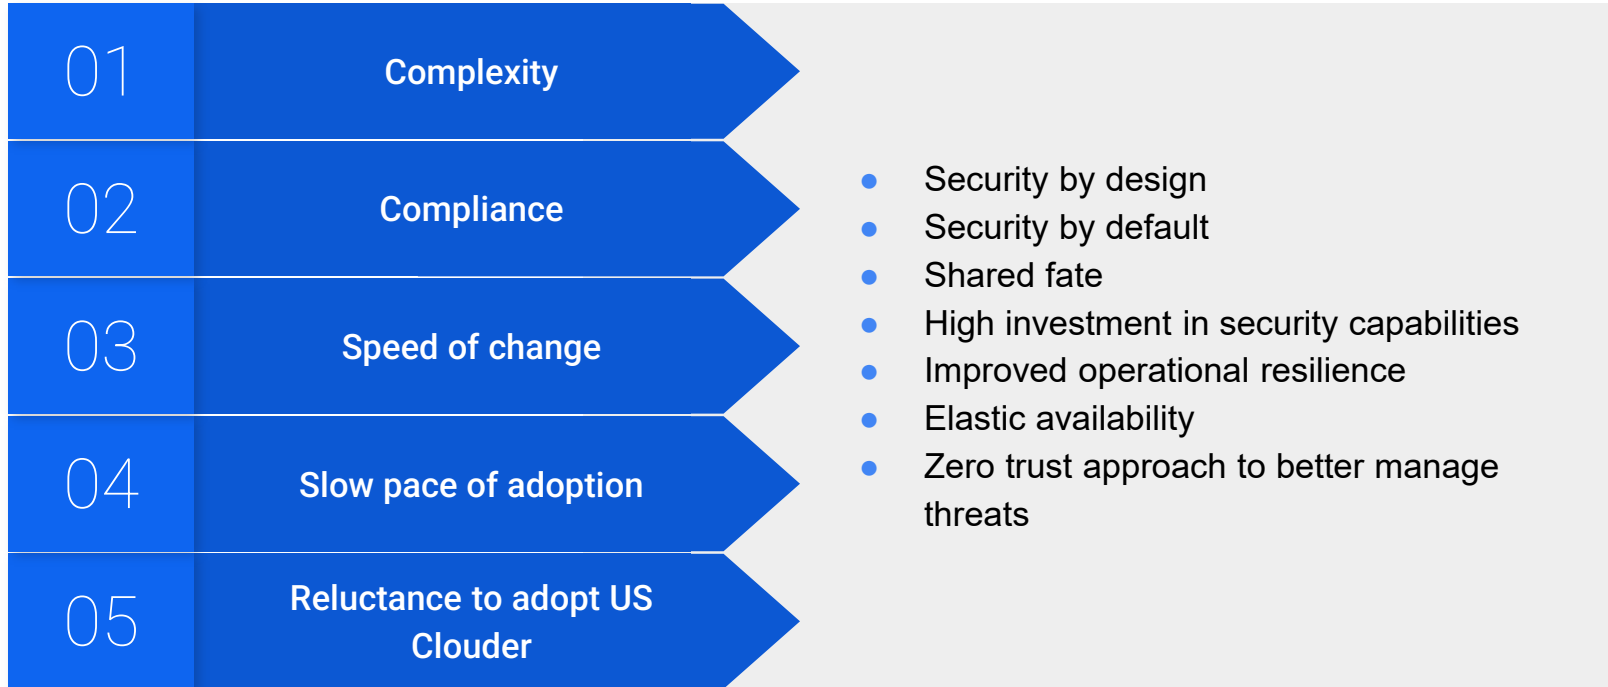 01
Complexity
02
Compliance
03
Speed of change
04
Slow pace of adoption
05
Reluctance to adopt US
Clouder
● Security by design
● Security by default
● Shared fate
● High investment in security capabilities
● Improved operational resilience
● Elastic availability
● Zero trust approach to better manage
threats